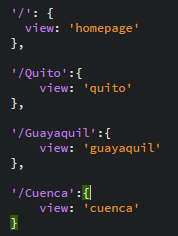 '/': {
view: 'homepage'
},
'/Quito':{
view: 'quito'
},
'/Guayaquil':{
view: 'guayaquil'
},
'/Cuenca':{
view: 'cuenca'
}